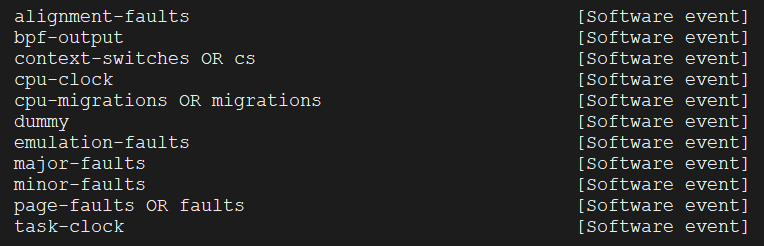 alignment-faults [Software event]
bpf-output [Software event]
context-switches OR cs [Software event]
cpu-clock [Software event]
cpu-migrations OR migrations [Software event]
dummy [Software event]
emulation-faults [Software event]
major-faults [Software event]
minor-faults [Software event]
page-faults OR faults [Software event]
task-clock [Software event]